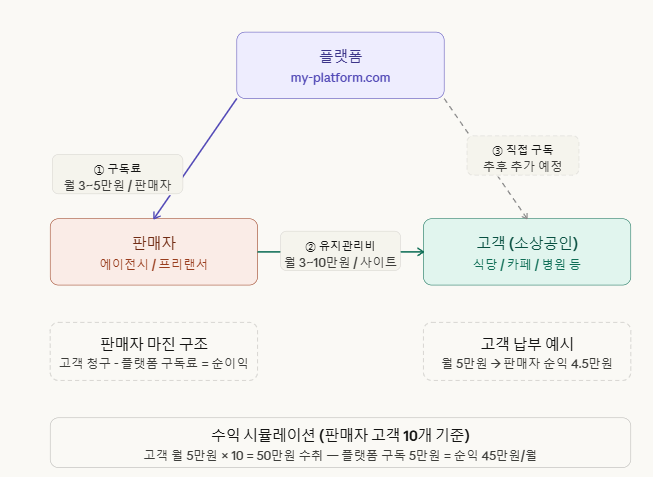 플랫폼
my-platform.com
① 구독료
월 3~5만원 / 판매자
③ 직접 구독
추후 추가 예정
판매자
에이전시 / 프리랜서
② 유지관리비
월 3~10만원 / 사이트
고객 (소상공인)
식당 / 카페 / 병원 등
판매자 마진 구조
고객 청구 - 플랫폼 구독료 = 순이익
고객 납부 예시
월 5만원 → 판매자 순익 4.5만원
수익 시뮬레이션 (판매자 고객 10개 기준)
고객 월 5만원 × 10 = 50만원 수취 — 플랫폼 구독 5만원 = 순익 45만원/월